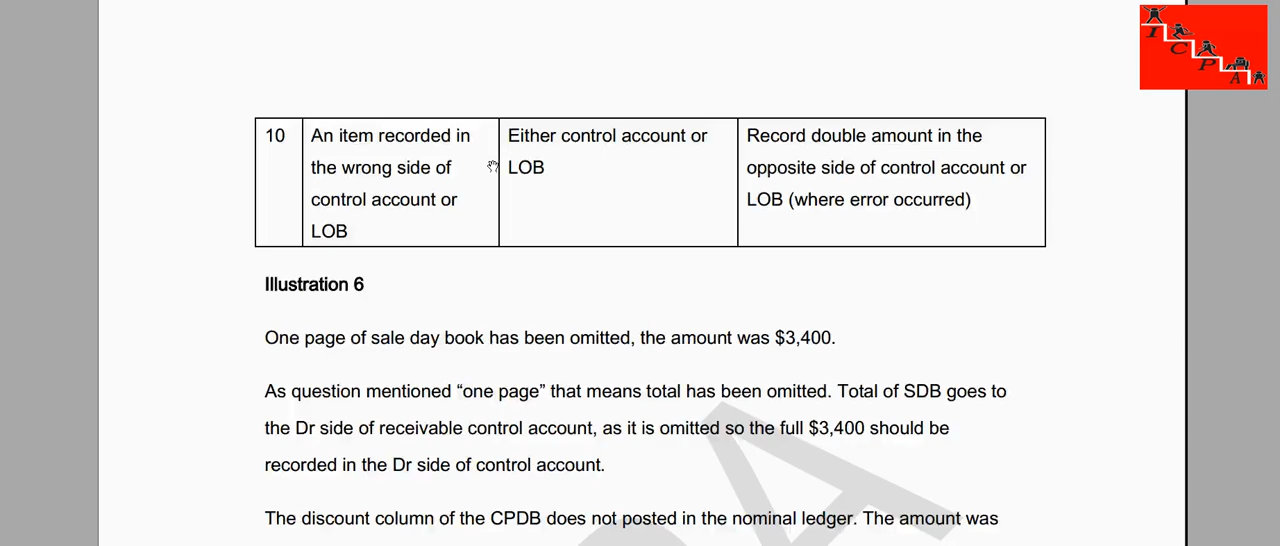 I
C
P
A
10 An item recorded in Either control account or Record double amount in the
the wrong side of LOB opposite side of control account or
control account or LOB (where error occurred)
LOB
Illustration 6
One page of sale day book has been omitted, the amount was $3,400.
As question mentioned “one page” that means total has been omitted. Total of SDB goes to
the Dr side of receivable control account, as it is omitted so the full $3,400 should be
recorded in the Dr side of control account.
The discount column of the CPDB does not posted in the nominal ledger. The amount was